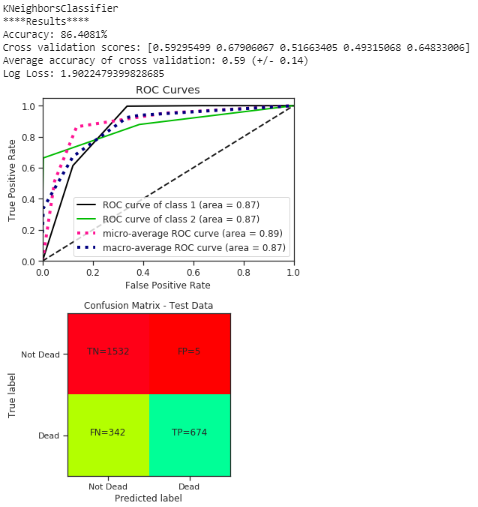 KNeighborsClassifier
****Results****
Accuracy: 86.4081%
Cross validation scores: [0.59295499 0.67906067 0.51663405 0.49315068 0.64833006]
Average accuracy of cross validation: 0.59 (+/- 0.14)
Log Loss: 1.9022479399828685
ROC Curves
True Positive Rate
1.0
0.8
0.6
0.4
0.2
0.0
ROC curve of class 1 (area = 0.87)
ROC curve of class 2 (area = 0.87)
micro-average ROC curve (area = 0.89)
macro-average ROC curve (area = 0.87)
0.0 0.2 0.4 0.6 0.8 1.0
False Positive Rate
Confusion Matrix - Test Data
True label
Not Dead
TN=1532 FP=5
Dead
FN=342 TP=674
Not Dead Dead
Predicted label